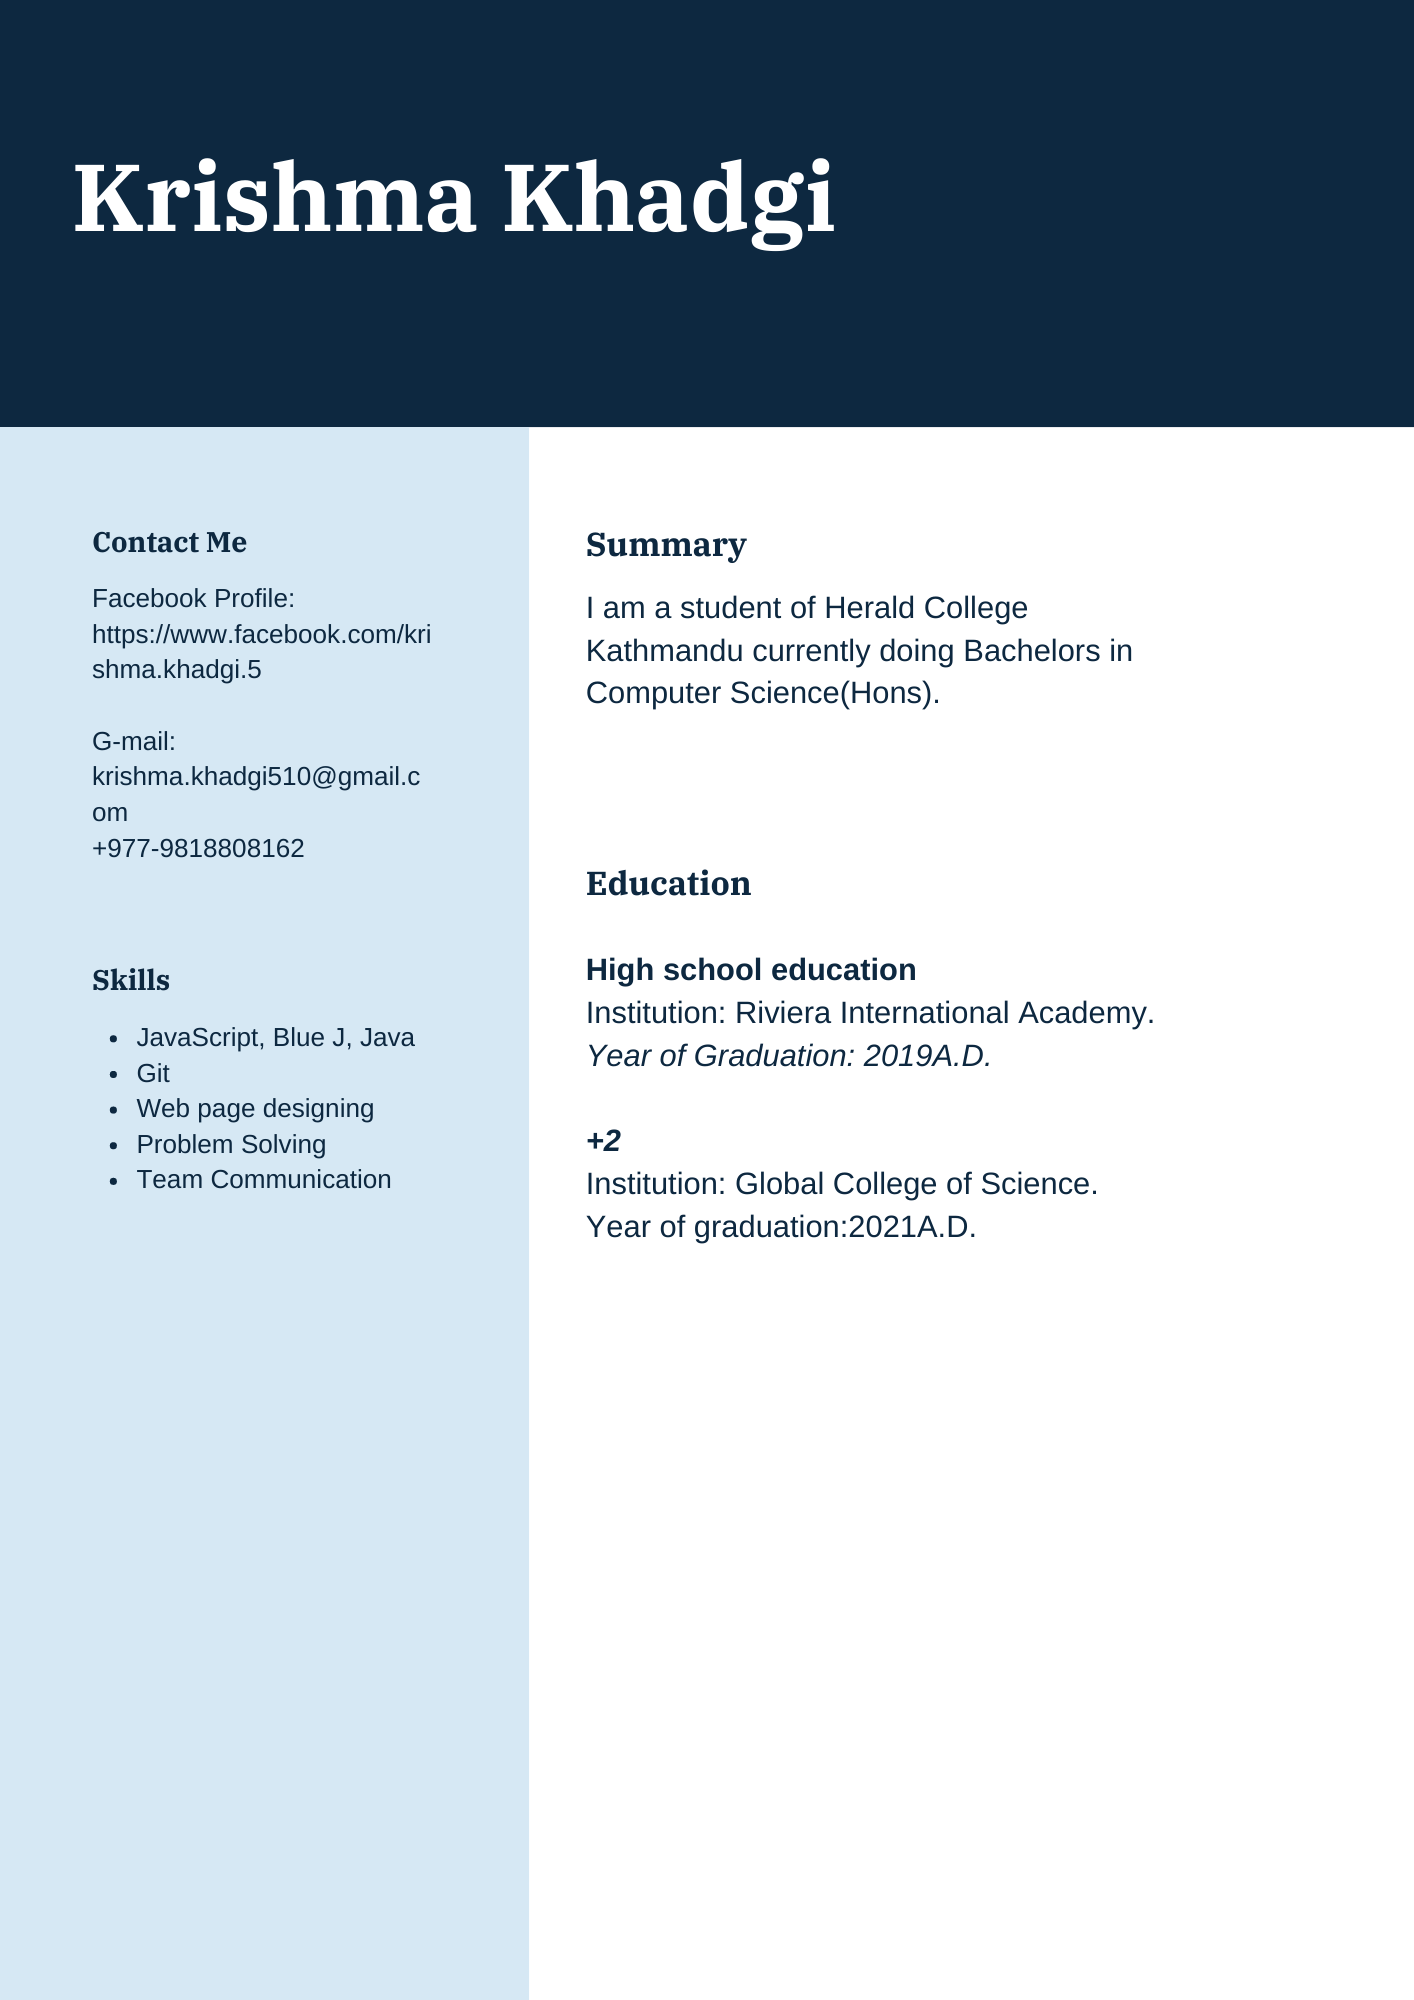 Krishma Khadgi
Contact Me
Facebook Profile:
https://www.facebook.com/kri
shma.khadgi.5
G-mail:
krishma.khadgi510@gmail.c
om
+977-9818808162
Skills
• JavaScript, Blue J, Java
• Git
• Web page designing
• Problem Solving
• Team Communication
Summary
I am a student of Herald College
Kathmandu currently doing Bachelors in
Computer Science(Hons).
Education
High school education
Institution: Riviera International Academy.
Year of Graduation: 2019A.D.
+2
Institution: Global College of Science.
Year of graduation:2021A.D.